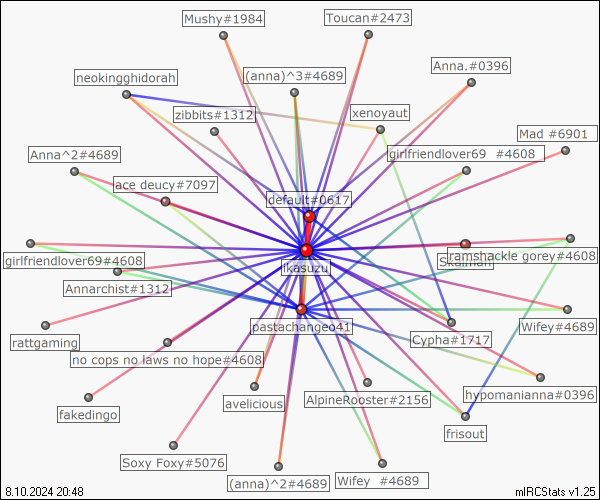 Mushy#1984
Toucan#2473
neokingghidorah
(anna)^3#4689
Anna.#0396
zibbits#1312
xenoyaut
Mad #6901
Anna^2#4689
girlfriendlover69 #4608
ace deucy#7097
default#0617
girlfriendlover69#4608
ikasuzu
ramshackle gorey#4608
Annarchist#1312
pastachangeo41
Wifey#4689
rattgaming
Cypha#1717
no cops no laws no hope#4608
hypomanianna#0396
fakedingo
avelicious
AlpineRooster#2156
frisout
Soxy Foxy#5076
(anna)^2#4689
Wifey #4689
8.10.2024 20:48
mIRCStats v1.25